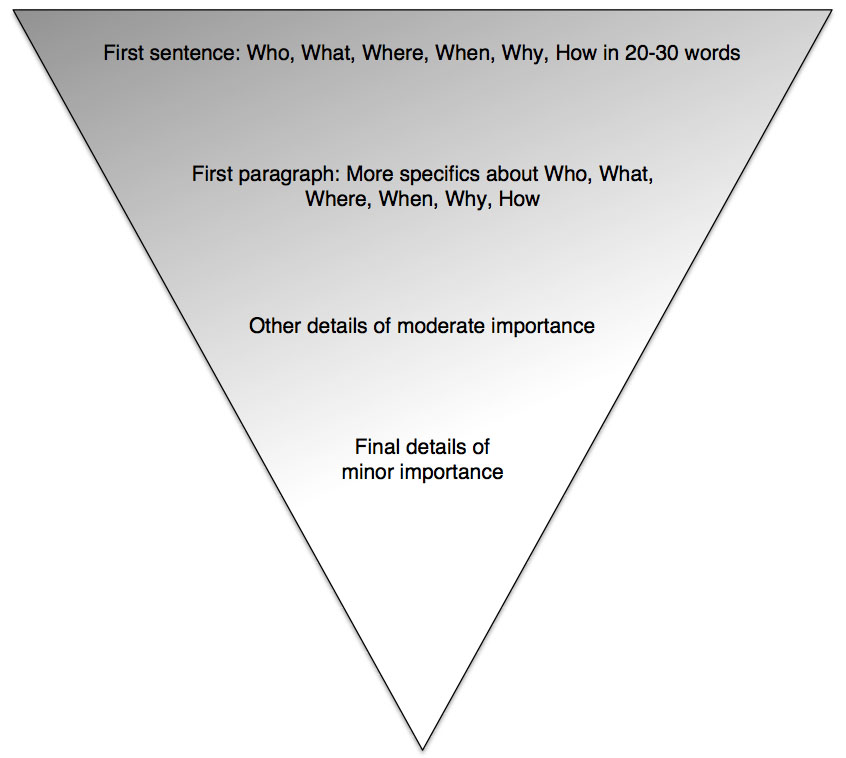 First sentence: Who, What, Where, When, Why, How in 20-30 words
First paragraph: More specifics about Who, What,
Where, When, Why, How
Other details of moderate importance
Final details of
minor importance